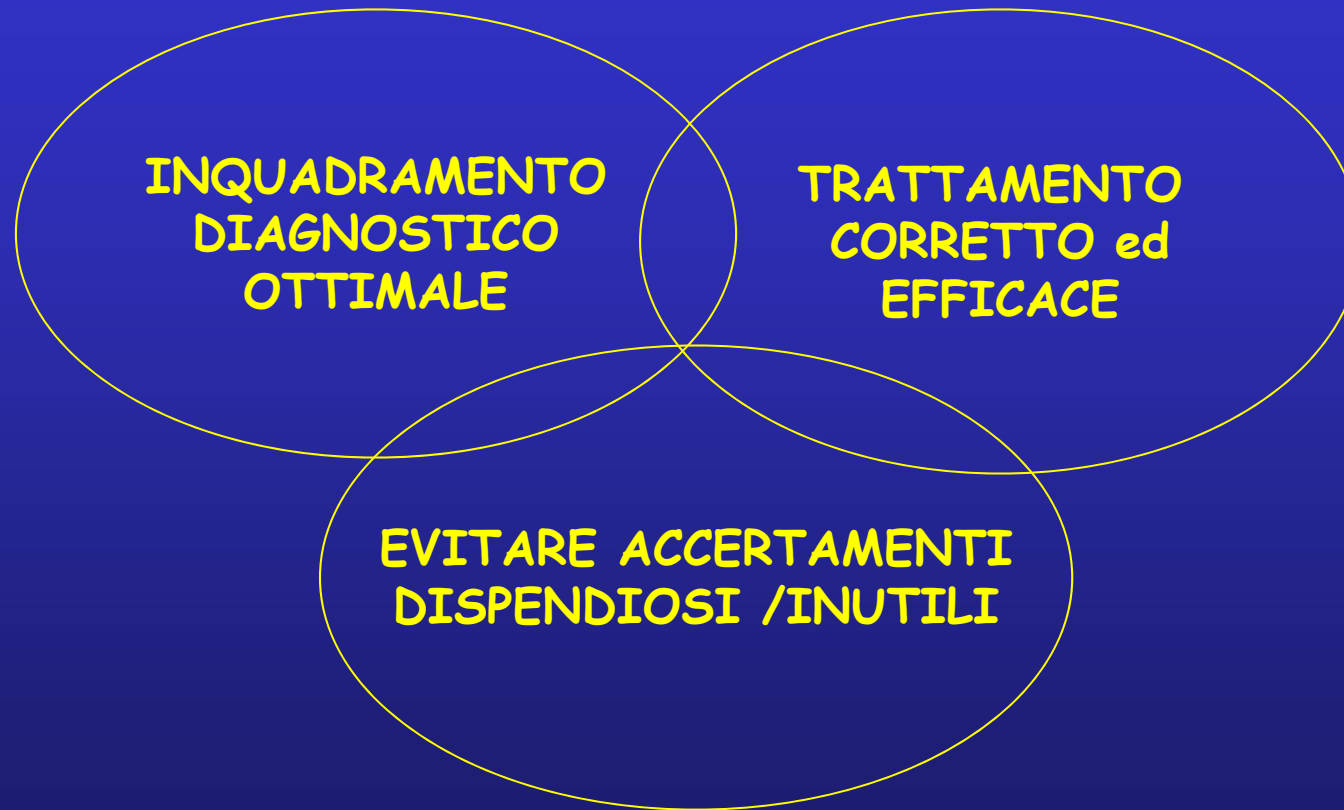 INQUADRAMENTO
DIAGNOSTICO
OTTIMALE
TRATTAMENTO
CORRETTO ed
EFFICACE
EVITARE ACCERTAMENTI
DISPENDIOSI /INUTILI